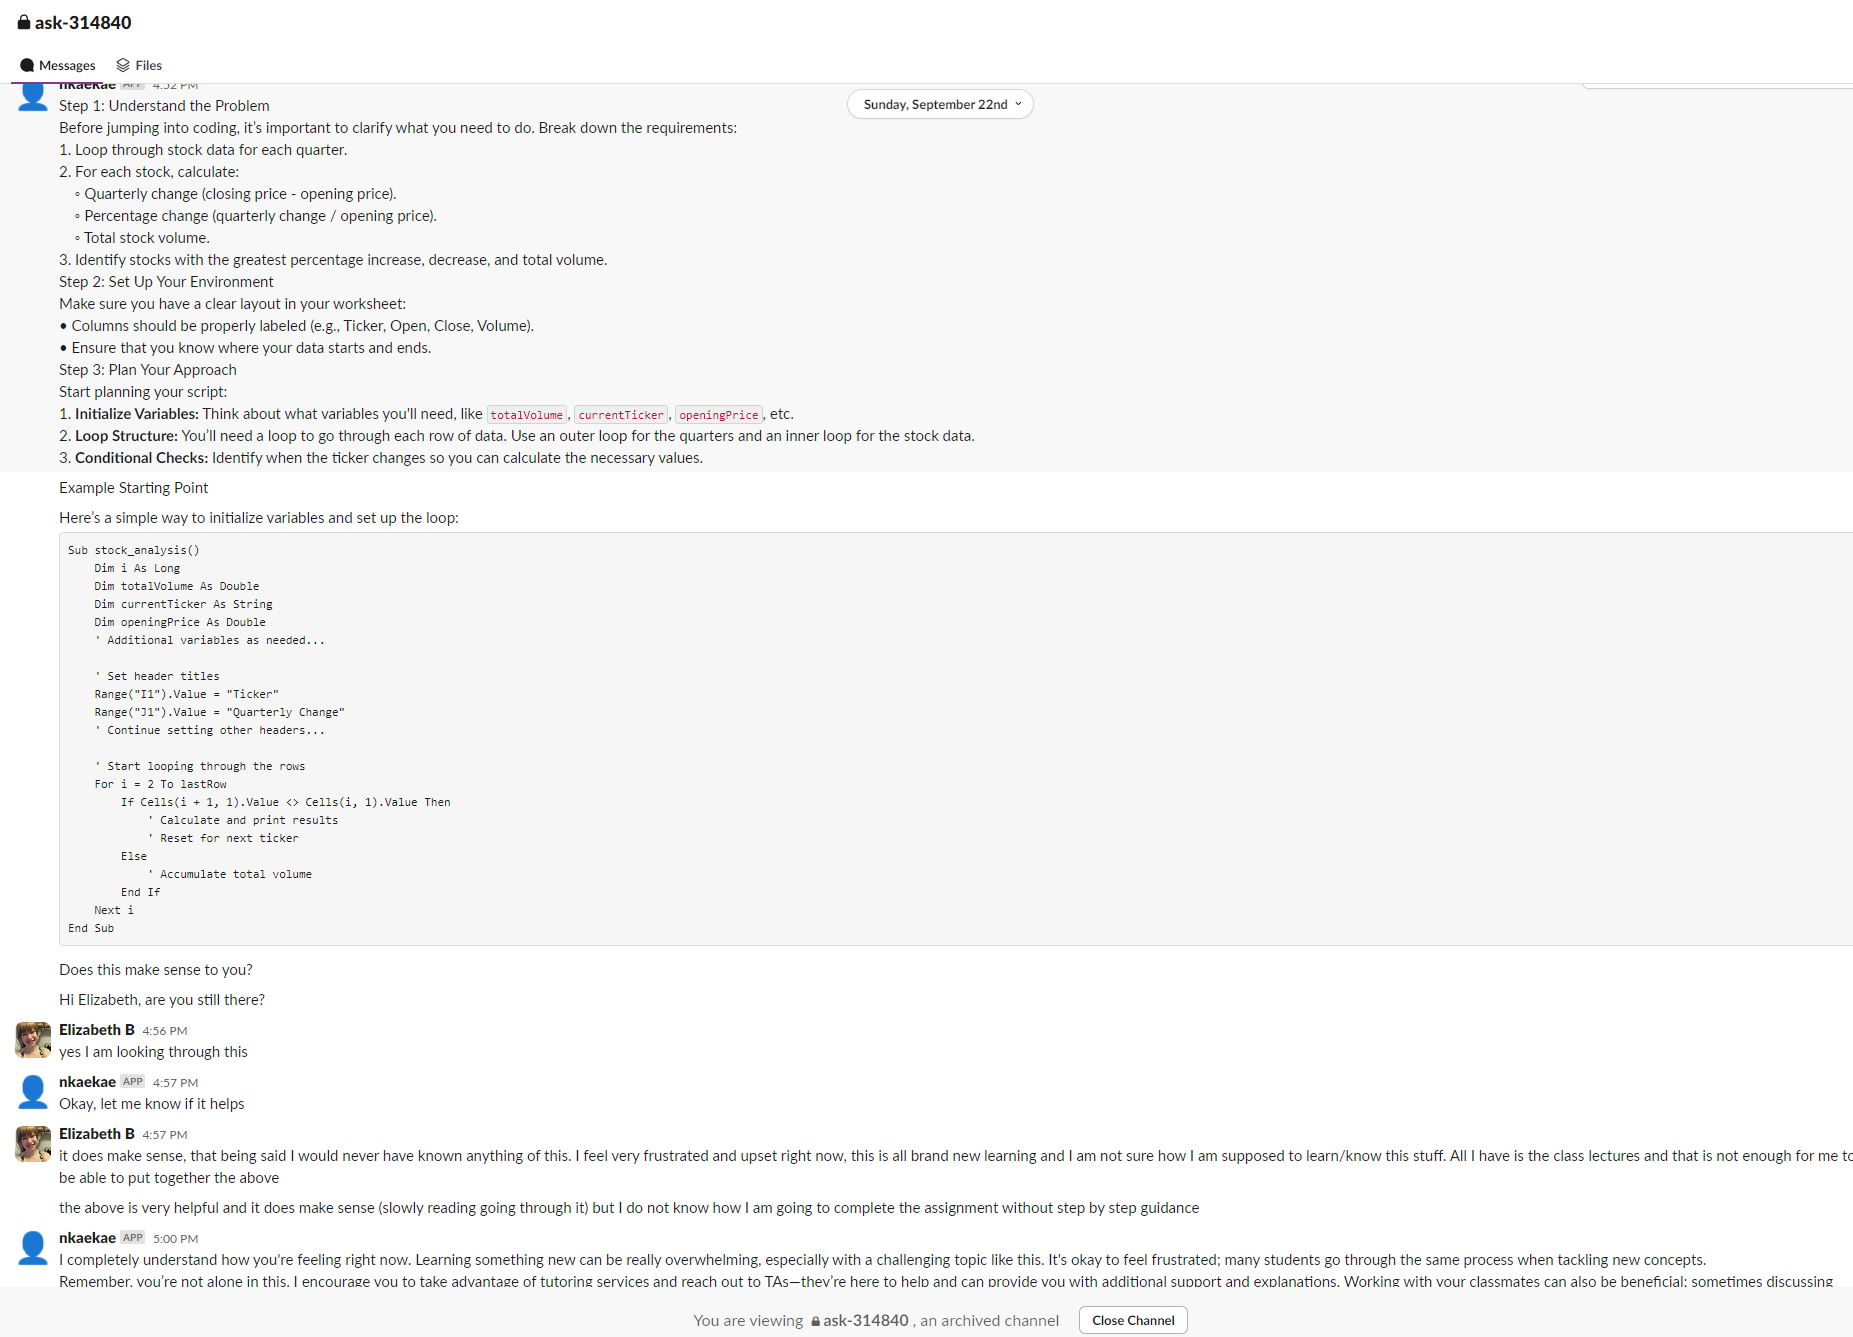 ask-314840
Messages Files
nkaekae APP 4:52 PM
Sunday, September 22nd
Step 1: Understand the Problem
Before jumping into coding, it's important to clarify what you need to do. Break down the requirements:
1. Loop through stock data for each quarter.
2. For each stock, calculate:
◦ Quarterly change (closing price - opening price).
◦ Percentage change (quarterly change / opening price).
◦ Total stock volume.
3. Identify stocks with the greatest percentage increase, decrease, and total volume.
Step 2: Set Up Your Environment
Make sure you have a clear layout in your worksheet:
• Columns should be properly labeled (e.g., Ticker, Open, Close, Volume).
• Ensure that you know where your data starts and ends.
Step 3: Plan Your Approach
Start planning your script:
1. Initialize Variables: Think about what variables you'll need, like totalVolume, currentTicker, openingPrice, etc.
2. Loop Structure: You'll need a loop to go through each row of data. Use an outer loop for the quarters and an inner loop for the stock data.
3. Conditional Checks: Identify when the ticker changes so you can calculate the necessary values.
Example Starting Point
Here's a simple way to initialize variables and set up the loop:
Sub stock_analysis()
Dim i As Long
Dim totalVolume As Double
Dim currentTicker As String
Dim openingPrice As Double
' Additional variables as needed...
' Set header titles
Range("I1").Value = "Ticker"
Range("J1").Value = "Quarterly Change"
' Continue setting other headers...
' Start looping through the rows
For i = 2 To lastRow
If Cells(i + 1, 1).Value <> Cells(i, 1).Value Then
' Calculate and print results
' Reset for next ticker
Else
' Accumulate total volume
End If
Next i
End Sub
Does this make sense to you?
Hi Elizabeth, are you still there?
Elizabeth B 4:56 PM
yes I am looking through this
nkaekae APP 4:57 PM
Okay, let me know if it helps
Elizabeth B 4:57 PM
it does make sense, that being said I would never have known anything of this. I feel very frustrated and upset right now, this is all brand new learning and I am not sure how I am supposed to learn/know this stuff. All I have is the class lectures and that is not enough for me to
be able to put together the above
the above is very helpful and it does make sense (slowly reading going through it) but I do not know how I am going to complete the assignment without step by step guidance
nkaekae APP 5:00 PM
I completely understand how you're feeling right now. Learning something new can be really overwhelming, especially with a challenging topic like this. It's okay to feel frustrated; many students go through the same process when tackling new concepts.
Remember, you're not alone in this. I encourage you to take advantage of tutoring services and reach out to TAs—they're here to help and can provide you with additional support and explanations. Working with your classmates can also be beneficial; sometimes discussing
You are viewing ask-314840 , an archived channel Close Channel